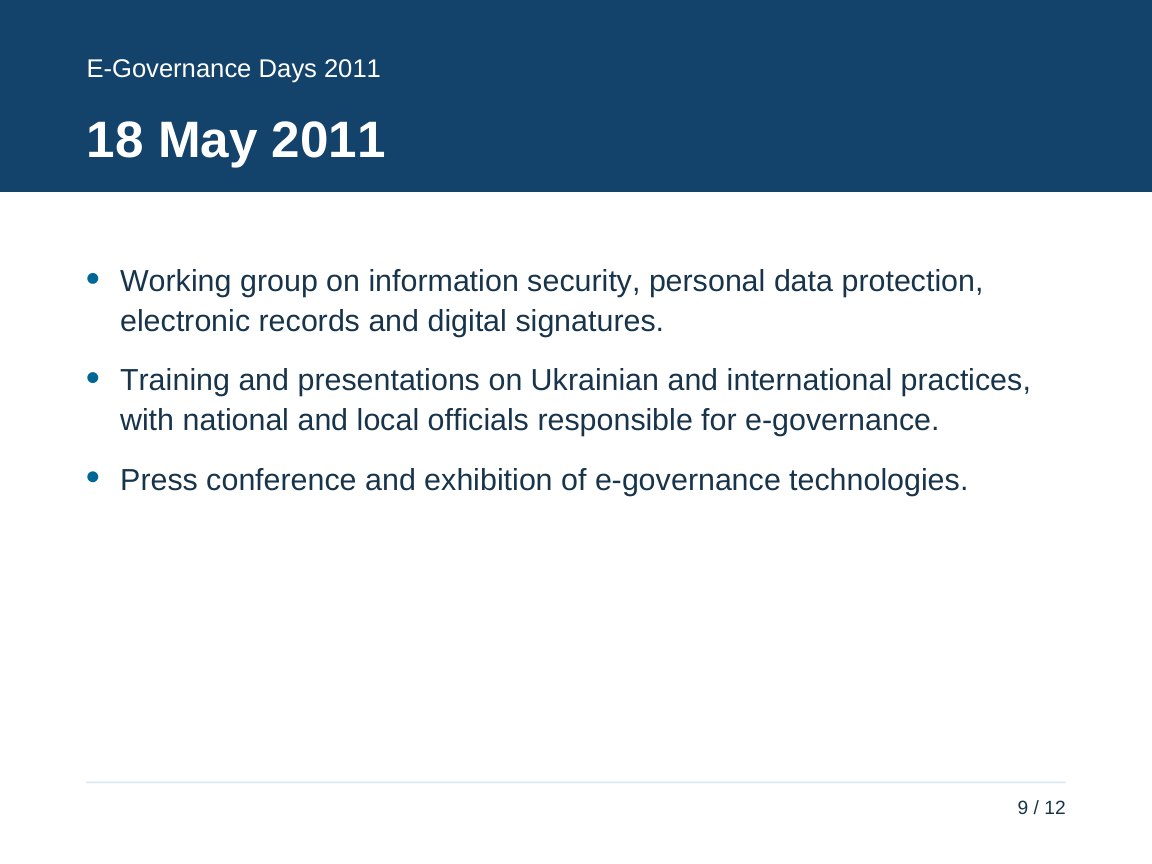 E-Governance Days 2011
18 May 2011
• Working group on information security, personal data protection,
electronic records and digital signatures.
• Training and presentations on Ukrainian and international practices,
with national and local officials responsible for e-governance.
• Press conference and exhibition of e-governance technologies.
9 / 12